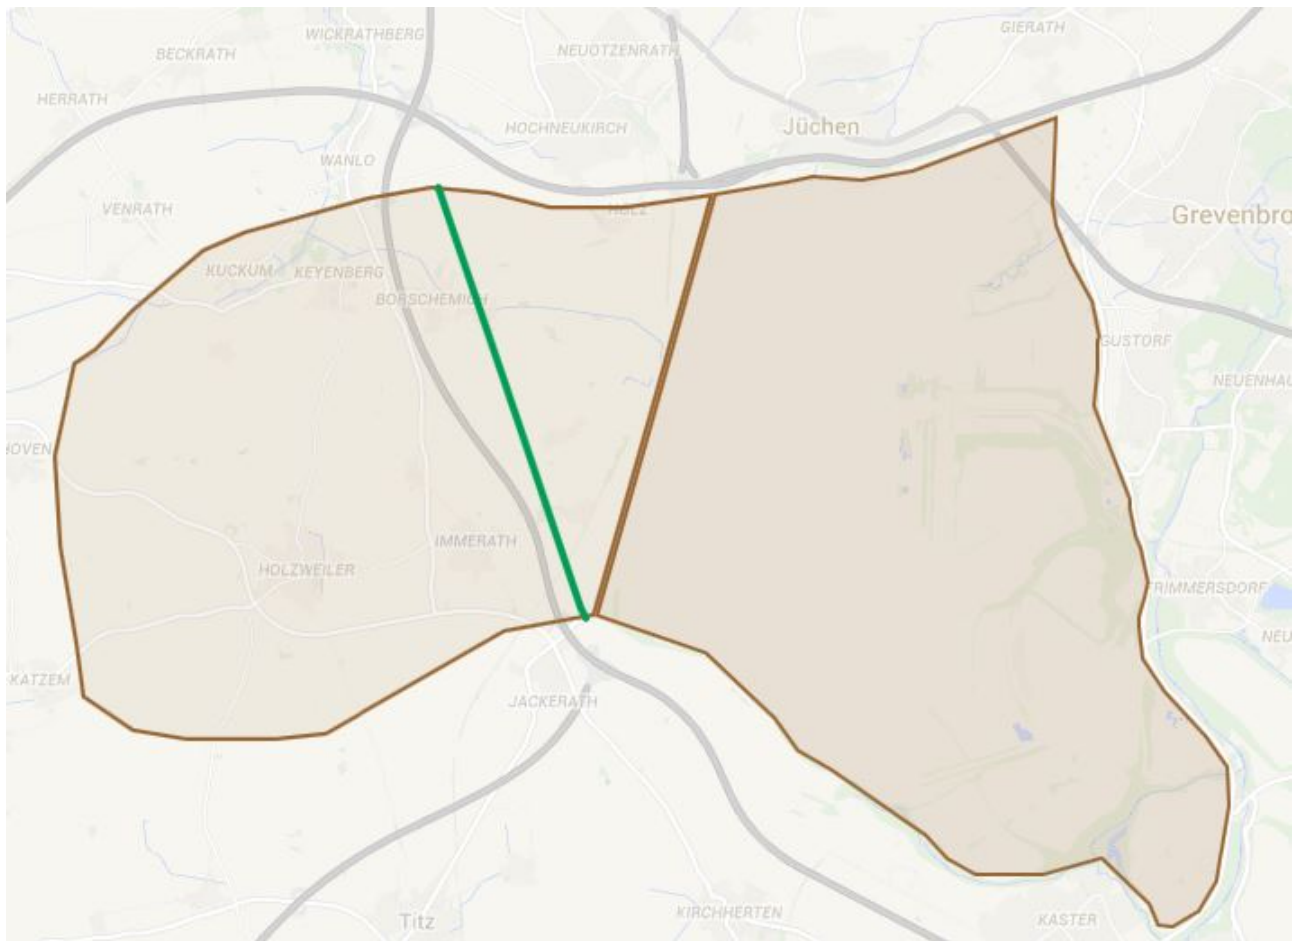 GIERATH
WICKRATHBERG
BECKRATH
NEUOTZENRATH
HERRATH
HOCHNEUKIRCH
Jüchen
WANLO
VENRATH
HOLZ
Grevenbro
KUCKUM
KEYENBERG
BORSCHEMICH
GUSTORF
NEUENHAU
HOVEN
IMMERATH
HOLZWEILER
FRIMMERSDORF
NEU
KATZEM
JACKERATH
Titz
KIRCHHERTEN
KASTER